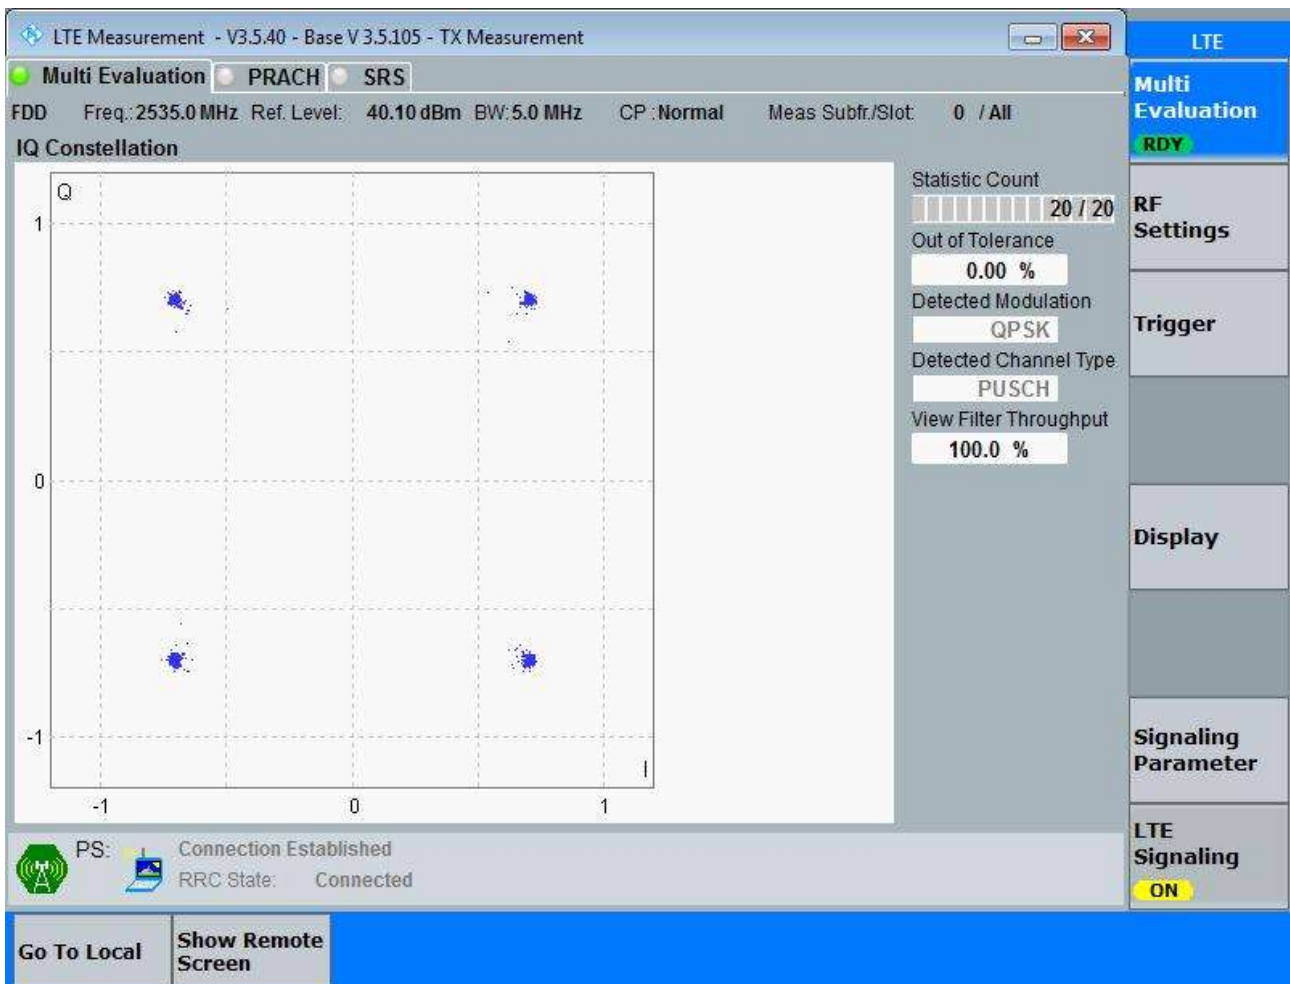 LTE Measurement - V3.5.40 - Base V 3.5.105 - TX Measurement
LTE
Multi Evaluation PRACH SRS
FDD Freq.: 2535.0 MHz Ref. Level: 40.10 dBm BW: 5.0 MHz CP : Normal Meas Subfr./Slot: 0 / All
IQ Constellation
Q
1
0
-1
I
-1 0 1
Statistic Count
20 / 20
Out of Tolerance
0.00 %
Detected Modulation
QPSK
Detected Channel Type
PUSCH
View Filter Throughput
100.0 %
Multi
Evaluation
RDY
RF
Settings
Trigger
Display
Signaling
Parameter
LTE
Signaling
ON
PS: Connection Established
RRC State: Connected
Go To Local
Show Remote
Screen